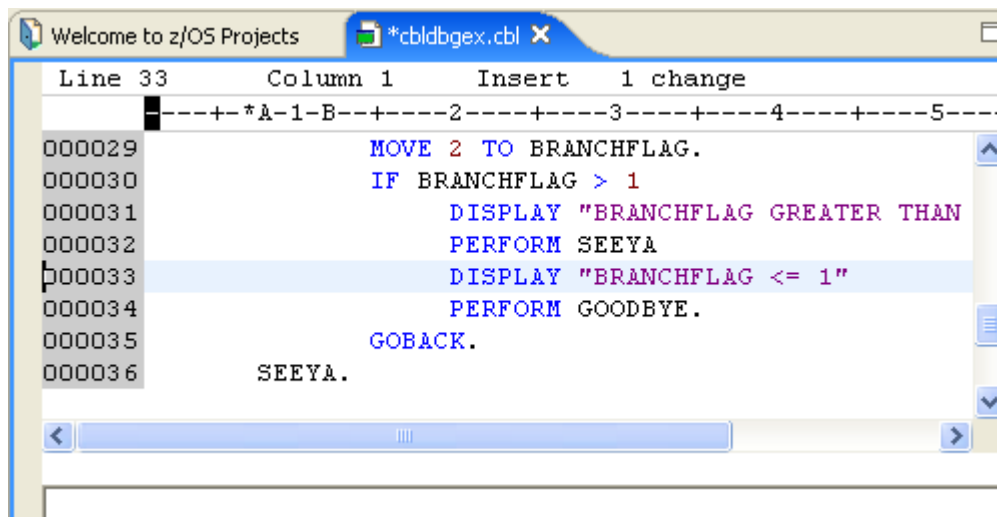 Welcome to z/OS Projects *cbldbgex.cbl
Line 33 Column 1 Insert 1 change
-----+-*A-1-B--+----2----+----3----+----4----+----5---
000029 MOVE 2 TO BRANCHFLAG.
000030 IF BRANCHFLAG > 1
000031 DISPLAY "BRANCHFLAG GREATER THAN
000032 PERFORM SEEYA
000033 DISPLAY "BRANCHFLAG <= 1"
000034 PERFORM GOODBYE.
000035 GOBACK.
000036 SEEYA.